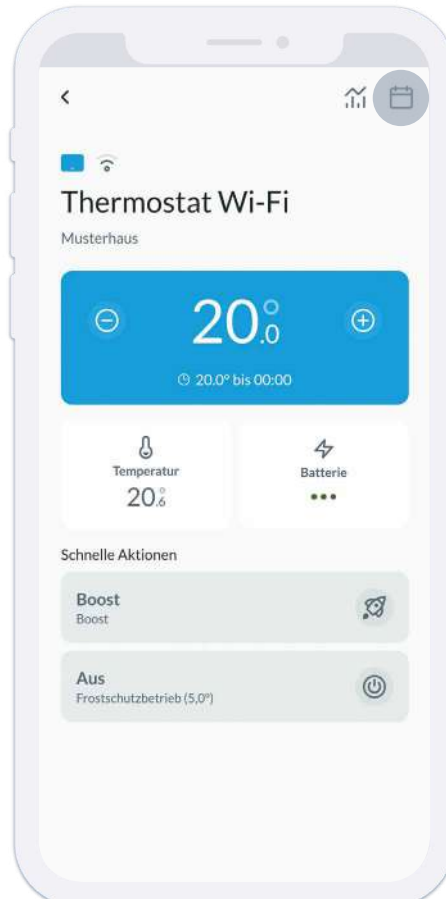 Thermostat Wi-Fi
Musterhaus
20.0°
20.0° bis 00:00
Temperatur
20.6°
Batterie
Schnelle Aktionen
Boost
Boost
Aus
Frostschutzbetrieb (5,0°)